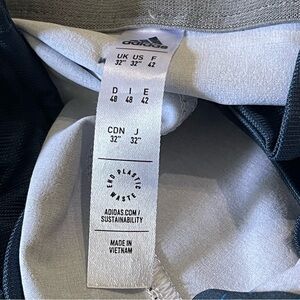 adidas
UK US F
32" 32" 42
D I E
48 48 42
CDN J
32" 32"
END PLASTIC WASTE
ADIDAS.COM/
SUSTAINABILITY
MADE IN
VIETNAM